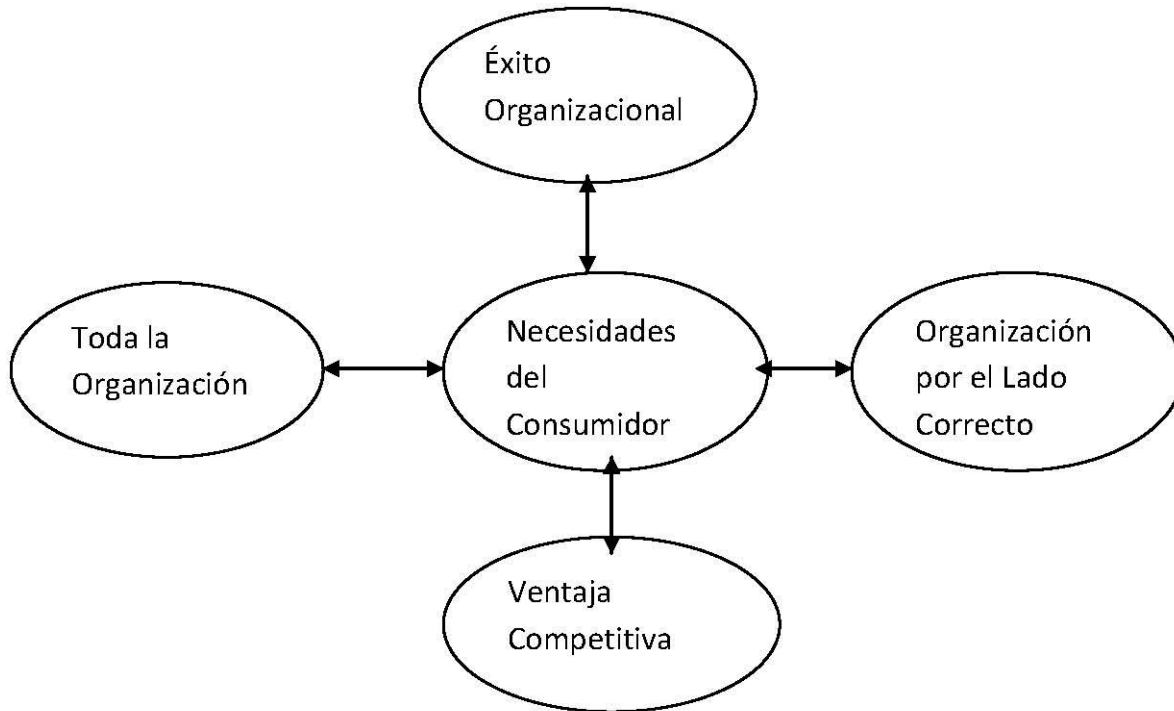 Éxito
Organizacional
Toda la
Organización
Necesidades
del
Consumidor
Organización
por el Lado
Correcto
Ventaja
Competitiva